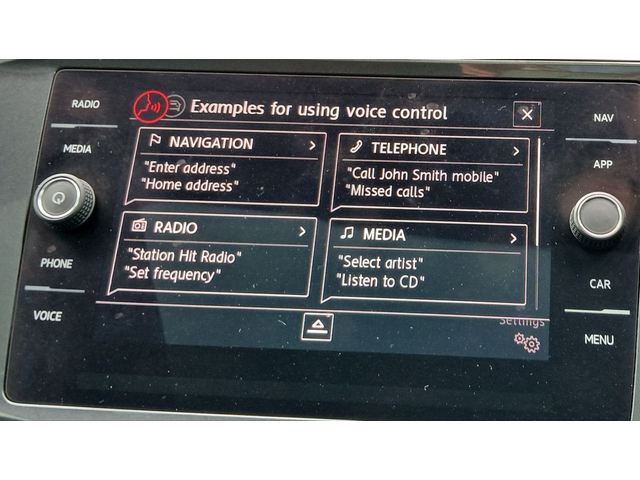 RADIO
MEDIA
PHONE
VOICE
Examples for using voice control
NAVIGATION
"Enter address"
"Home address"
TELEPHONE
"Call John Smith mobile"
"Missed calls"
RADIO
"Station Hit Radio"
"Set frequency"
MEDIA
"Select artist"
"Listen to CD"
Settings
NAV
APP
CAR
MENU